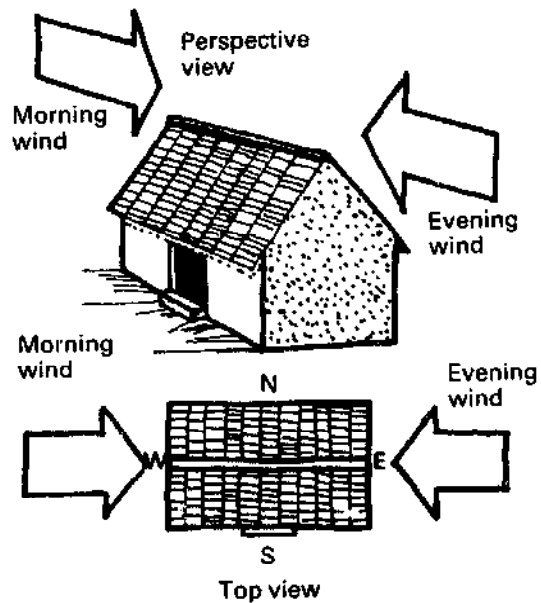 Perspective
view
Morning
wind
Evening
wind
Morning
wind
N
Evening
wind
W
E
S
Top view